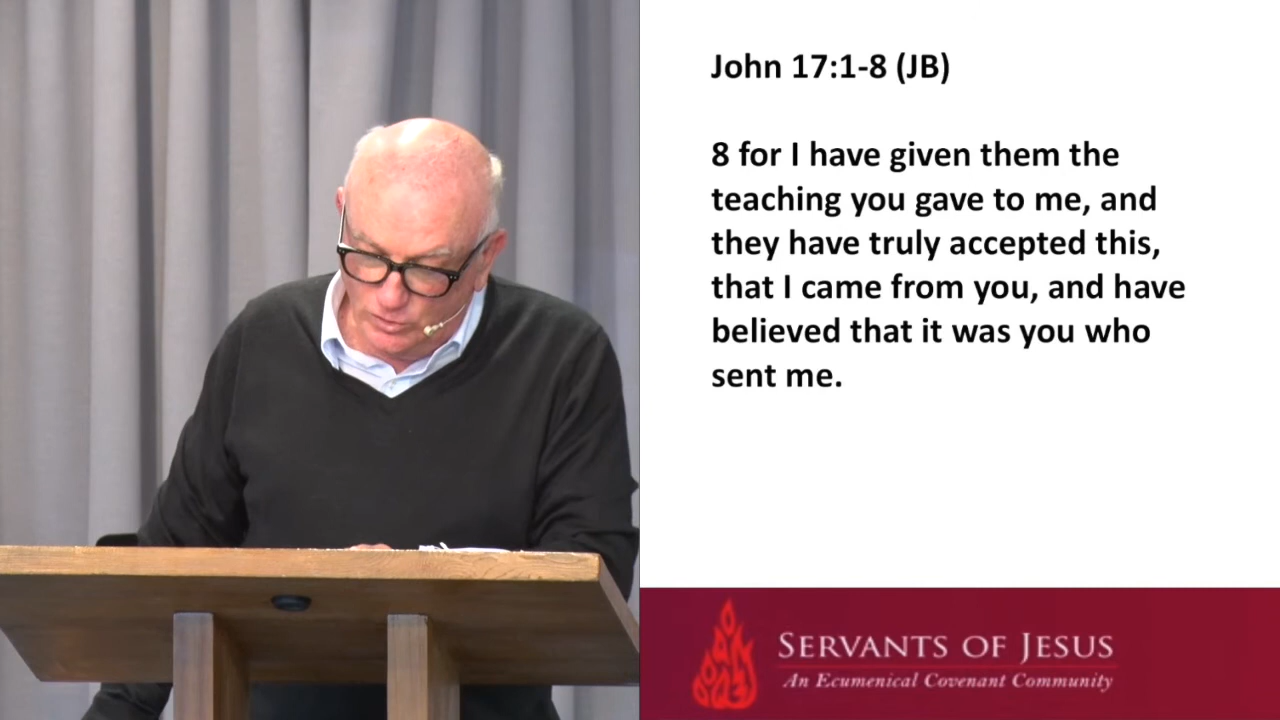 John 17:1-8 (JB)
8 for I have given them the
teaching you gave to me, and
they have truly accepted this,
that I came from you, and have
believed that it was you who
sent me.
SERVANTS OF JESUS
An Ecumenical Covenant Community